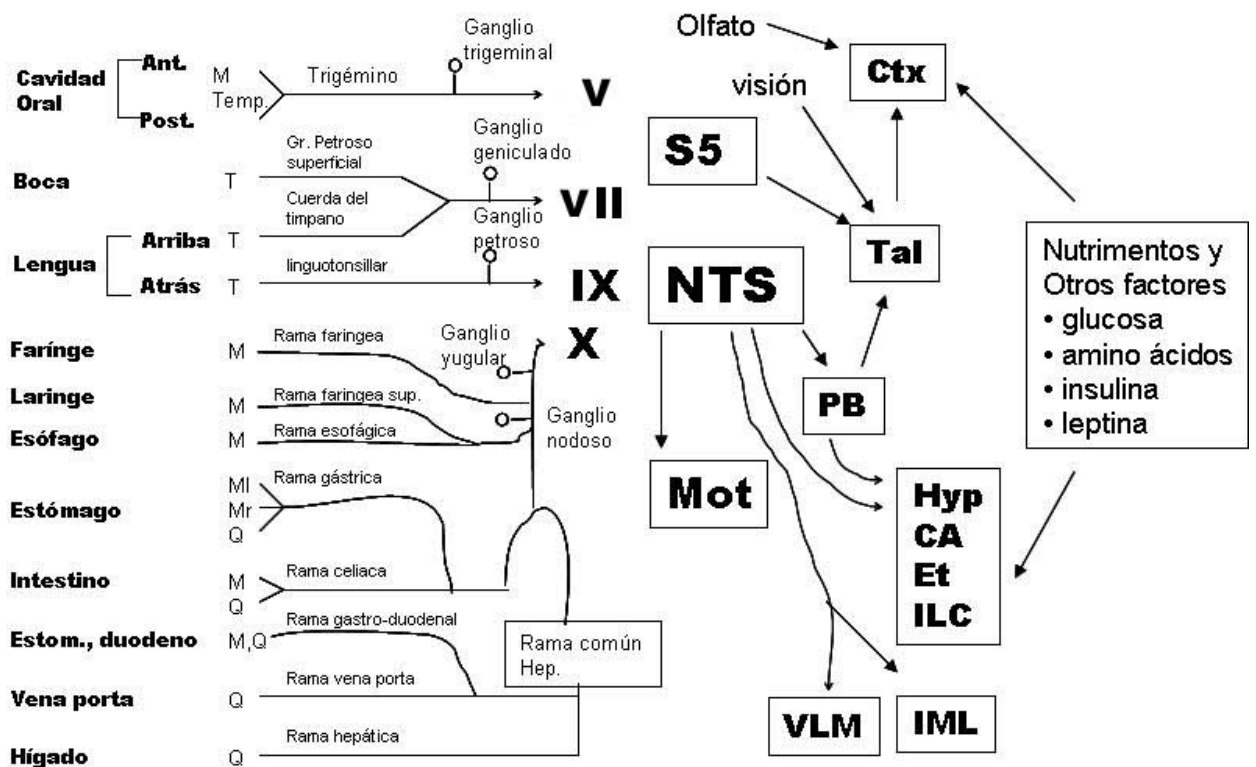 Cavidad
Oral
Ant.
Post.
M
Temp.
Trigémino
Ganglio
trigeminal
V
Boca
T
Gr. Petroso
superficial
Cuerda del
timpano
Ganglio
geniculado
VII
Lengua
Arriba
T
Atrás
T
linguotonsillar
Ganglio
petroso
IX
Farínge
M
Rama faringea
Ganglio
yugular
X
Laringe
M
Rama faringea sup.
Esófago
M
Rama esofágica
Ganglio
nodoso
Estómago
Ml
Mr
Q
Rama gástrica
Intestino
M
Q
Rama celiaca
Estom., duodeno
M,Q
Rama gastro-duodenal
Rama común
Hep.
Vena porta
Q
Rama vena porta
Hígado
Q
Rama hepática
Olfato
Ctx
visión
S5
Tal
NTS
PB
Mot
Hyp
CA
Et
ILC
VLM
IML
Nutrimentos y
Otros factores
• glucosa
• amino ácidos
• insulina
• leptina